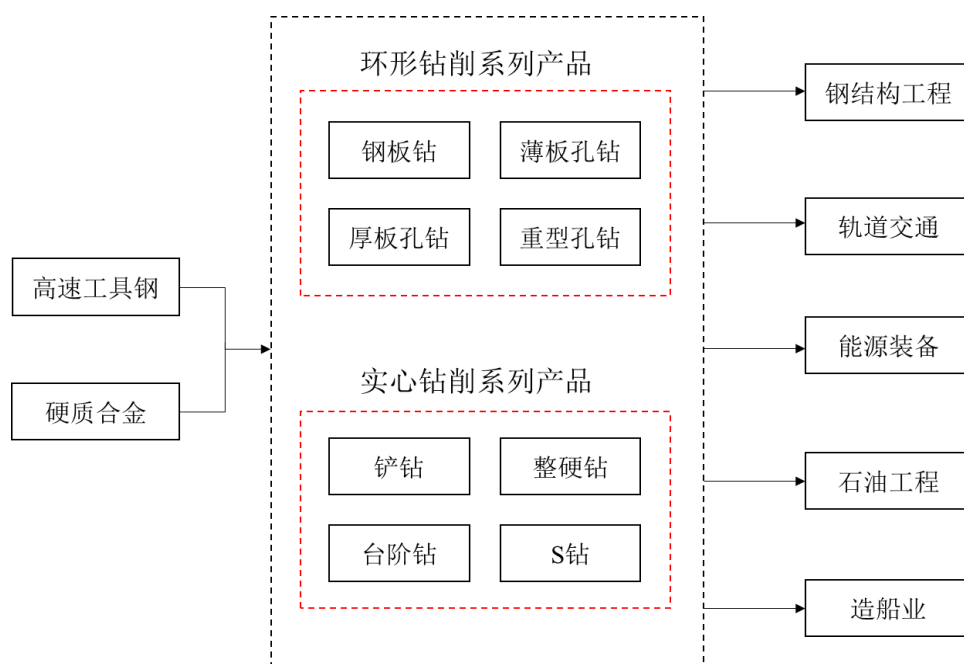 高速工具钢
硬质合金
环形钻削系列产品
钢板钻
薄板孔钻
厚板孔钻
重型孔钻
实心钻削系列产品
铲钻
整硬钻
台阶钻
S钻
钢结构工程
轨道交通
能源装备
石油工程
造船业